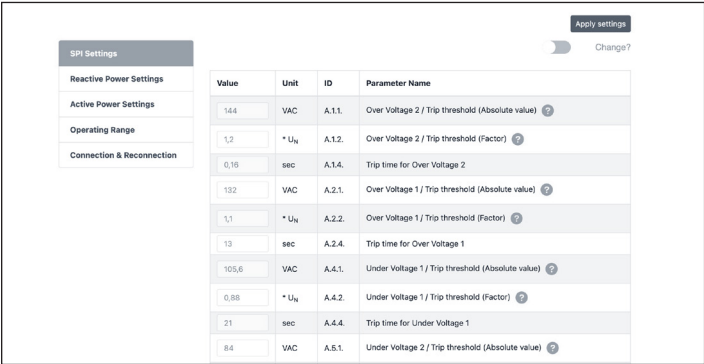 Apply settings
Change?
SPI Settings
Reactive Power Settings
Active Power Settings
Operating Range
Connection & Reconnection
Value Unit ID Parameter Name
144 VAC A.1.1. Over Voltage 2 / Trip threshold (Absolute value) ?
1,2 * UN A.1.2. Over Voltage 2 / Trip threshold (Factor) ?
0,16 sec A.1.4. Trip time for Over Voltage 2
132 VAC A.2.1. Over Voltage 1 / Trip threshold (Absolute value) ?
1,1 * UN A.2.2. Over Voltage 1 / Trip threshold (Factor) ?
13 sec A.2.4. Trip time for Over Voltage 1
105,6 VAC A.4.1. Under Voltage 1 / Trip threshold (Absolute value) ?
0,88 * UN A.4.2. Under Voltage 1 / Trip threshold (Factor) ?
21 sec A.4.4. Trip time for Under Voltage 1
84 VAC A.5.1. Under Voltage 2 / Trip threshold (Absolute value) ?